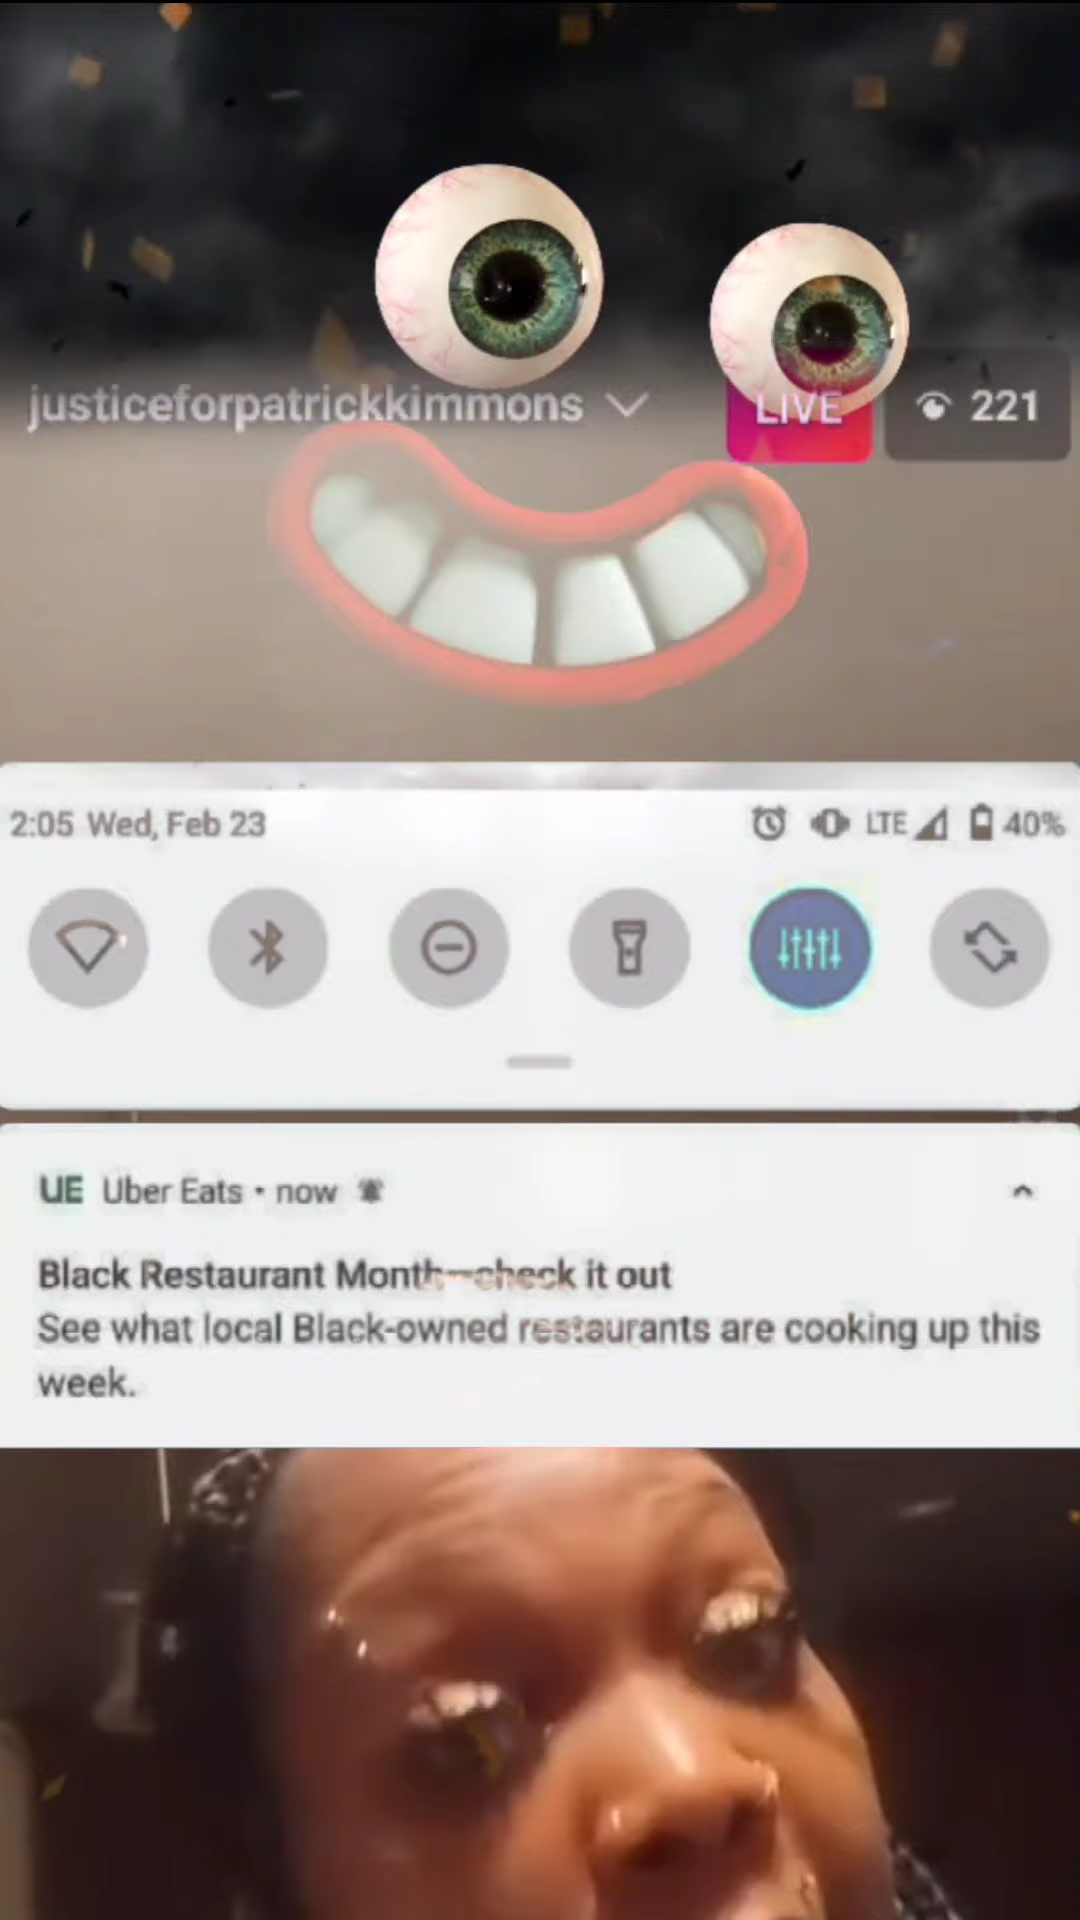 justiceforpatrickkimmons
LIVE
221
2:05 Wed, Feb 23
LTE
40%
UE Uber Eats • now
Black Restaurant Month—check it out
See what local Black-owned restaurants are cooking up this
week.